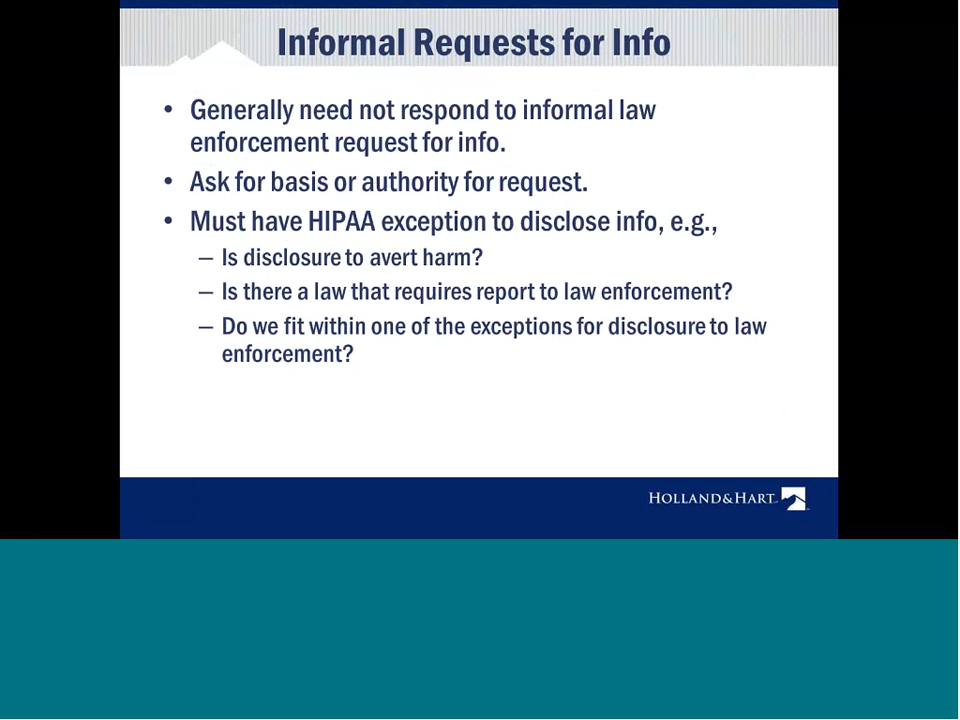 Informal Requests for Info
• Generally need not respond to informal law
enforcement request for info.
• Ask for basis or authority for request.
• Must have HIPAA exception to disclose info, e.g.,
– Is disclosure to avert harm?
– Is there a law that requires report to law enforcement?
– Do we fit within one of the exceptions for disclosure to law
enforcement?
HOLLAND&HART